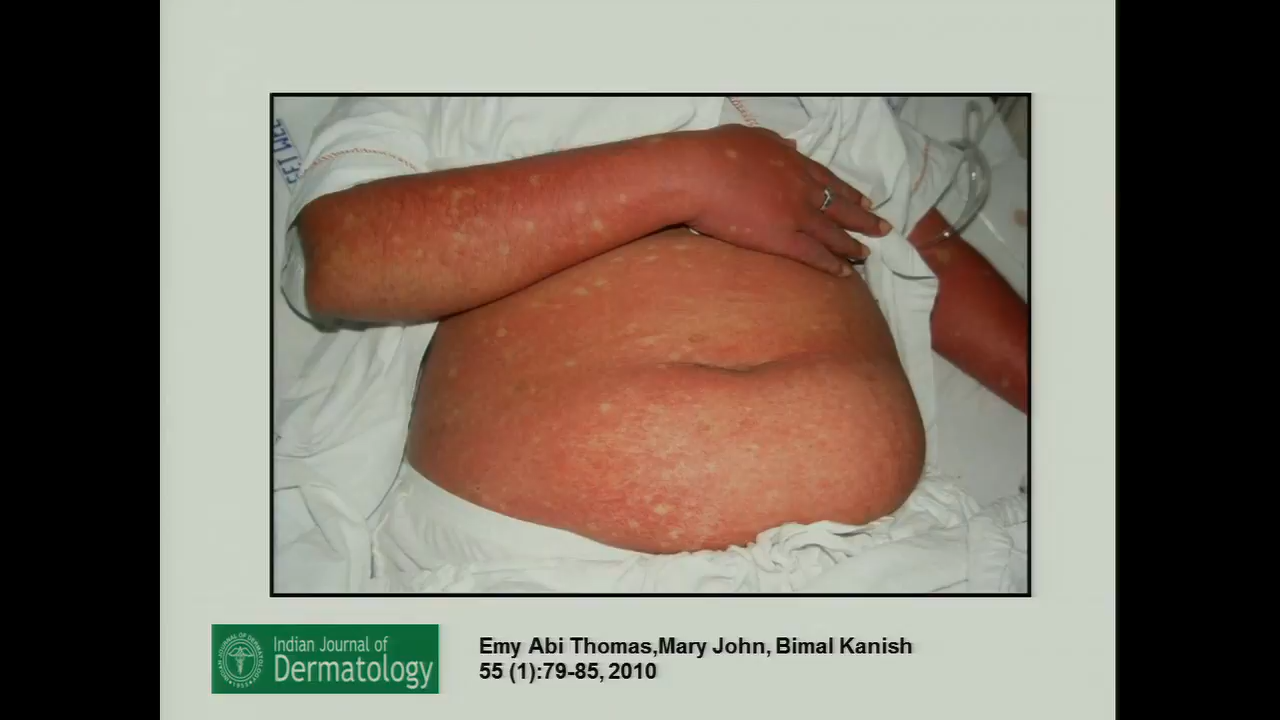 Indian Journal of
Dermatology
Emy Abi Thomas,Mary John, Bimal Kanish
55 (1):79-85, 2010